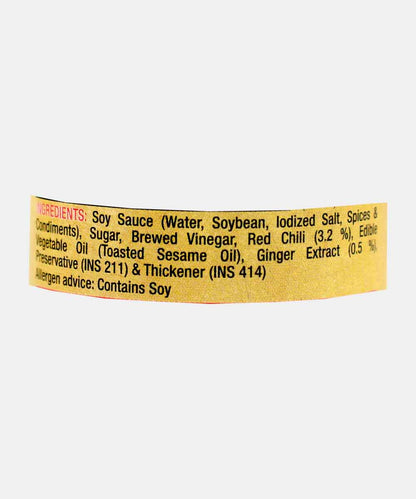 INGREDIENTS: Soy Sauce (Water, Soybean, Iodized Salt, Spices &
Condiments), Sugar, Brewed Vinegar, Red Chili (3.2 %), Edible
Vegetable Oil (Toasted Sesame Oil), Ginger Extract (0.5 %),
Preservative (INS 211) & Thickener (INS 414)
Allergen advice: Contains Soy